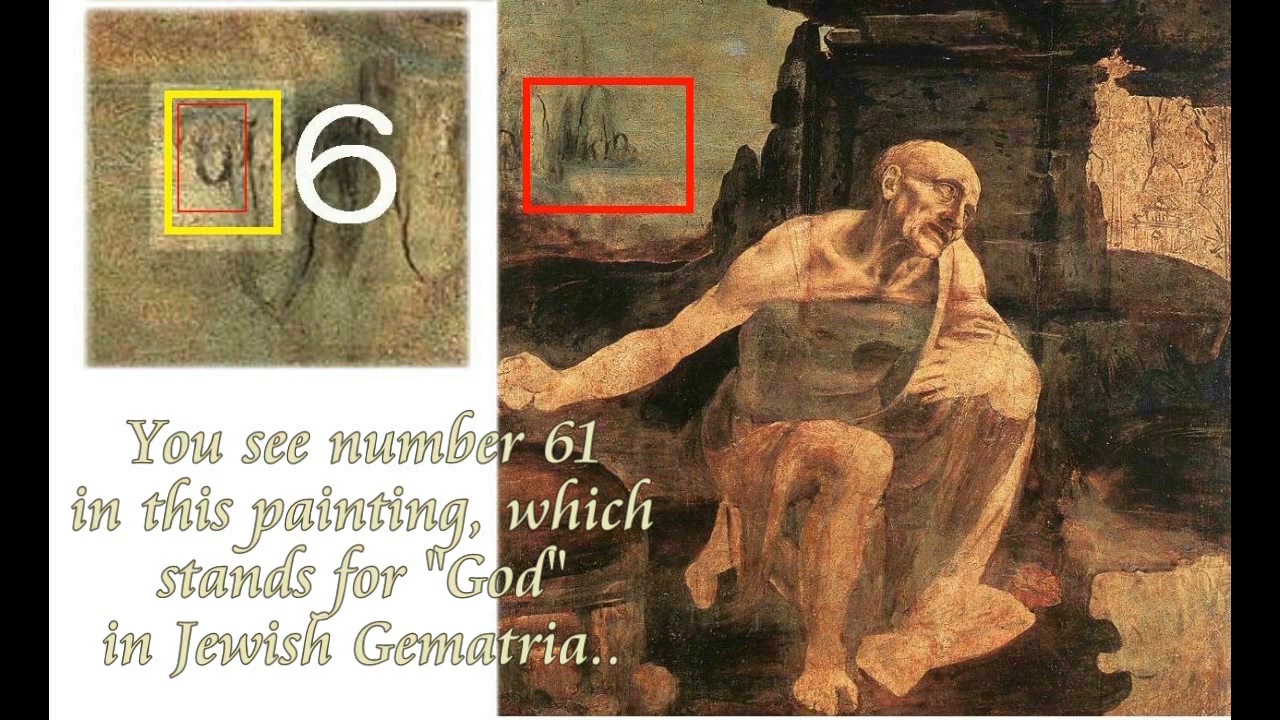 6
You see number 61
in this painting, which
stands for "God"
in Jewish Gematria..